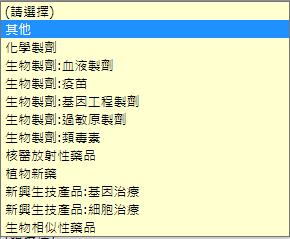 (請選擇)
其他
化學製劑
生物製劑:血液製劑
生物製劑:疫苗
生物製劑:基因工程製劑
生物製劑:過敏原製劑
生物製劑:類毒素
核醫放射性藥品
植物新藥
新興生技產品:基因治療
新興生技產品:細胞治療
生物相似性藥品